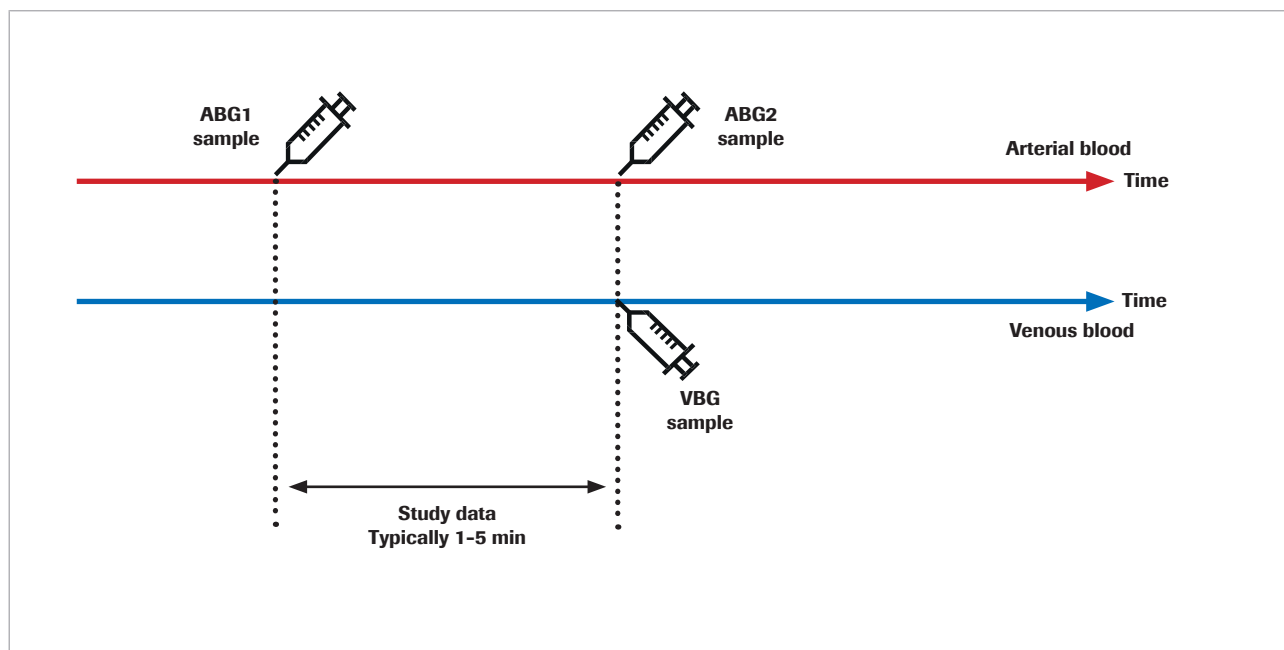 ABG1
sample
ABG2
sample
Arterial blood
Time
Time
Venous blood
VBG
sample
Study data
Typically 1-5 min